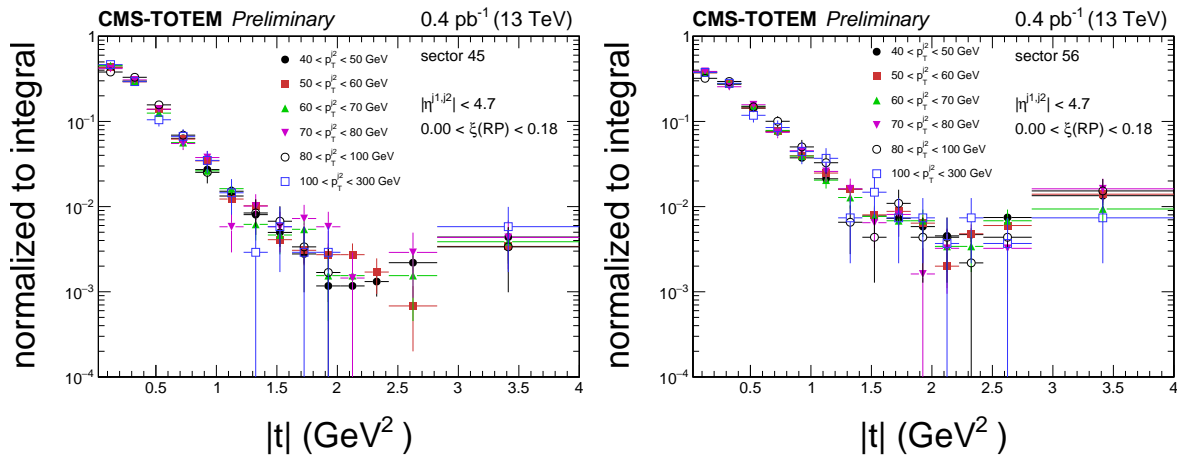 CMS-TOTEM Preliminary 0.4 pb⁻¹ (13 TeV)
normalized to integral
1
10⁻¹
10⁻²
10⁻³
10⁻⁴
40 < p_T^j2 < 50 GeV
50 < p_T^j2 < 60 GeV
60 < p_T^j2 < 70 GeV
70 < p_T^j2 < 80 GeV
80 < p_T^j2 < 100 GeV
100 < p_T^j2 < 300 GeV
sector 45
|η^j1,j2| < 4.7
0.00 < ξ(RP) < 0.18
0.5 1 1.5 2 2.5 3 3.5 4
|t| (GeV²)
CMS-TOTEM Preliminary 0.4 pb⁻¹ (13 TeV)
normalized to integral
1
10⁻¹
10⁻²
10⁻³
10⁻⁴
40 < p_T^j2 < 50 GeV
50 < p_T^j2 < 60 GeV
60 < p_T^j2 < 70 GeV
70 < p_T^j2 < 80 GeV
80 < p_T^j2 < 100 GeV
100 < p_T^j2 < 300 GeV
sector 56
|η^j1,j2| < 4.7
0.00 < ξ(RP) < 0.18
0.5 1 1.5 2 2.5 3 3.5 4
|t| (GeV²)